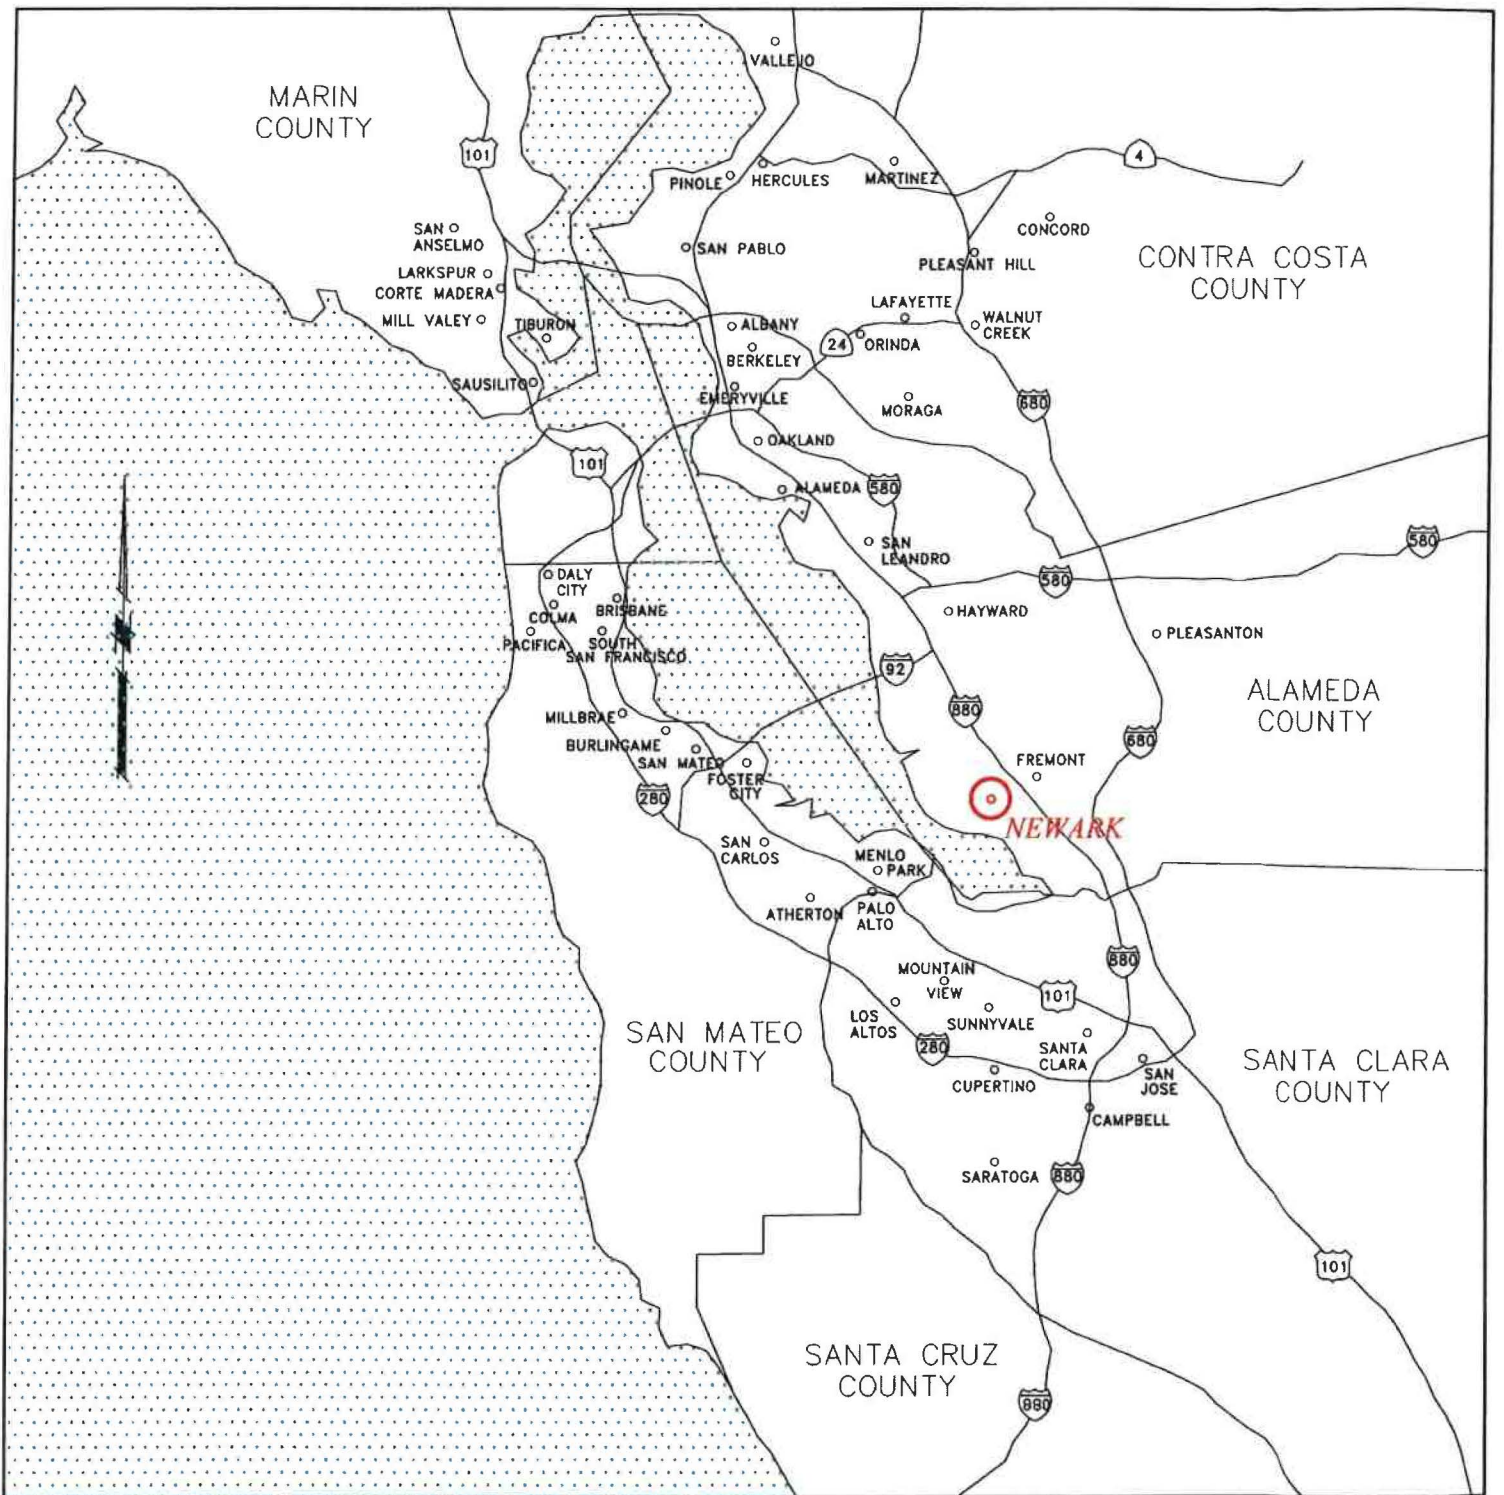 VALLEJO
MARIN
COUNTY
101
4
PINOLE
HERCULES
MARTINEZ
SAN
ANSELMO
CONCORD
SAN PABLO
PLEASANT HILL
CONTRA COSTA
COUNTY
LARKSPUR
CORTE MADERA
LAFAYETTE
MILL VALEY
TIBURON
ALBANY
WALNUT
CREEK
24
ORINDA
BERKELEY
SAUSILITO
EMERYVILLE
MORAGA
680
OAKLAND
101
ALAMEDA
580
SAN
LEANDRO
580
580
DALY
CITY
COLMA
BRISBANE
HAYWARD
PACIFICA
SOUTH
SAN FRANCISCO
PLEASANTON
92
ALAMEDA
COUNTY
MILLBRAE
880
BURLINGAME
680
SAN MATEO
FREMONT
FOSTER
CITY
280
NEWARK
SAN
CARLOS
MENLO
PARK
ATHERTON
PALO
ALTO
880
MOUNTAIN
VIEW
101
LOS
ALTOS
SUNNYVALE
SAN MATEO
COUNTY
280
SANTA
CLARA
SANTA CLARA
COUNTY
CUPERTINO
SAN
JOSE
CAMPBELL
SARATOGA
880
101
SANTA CRUZ
COUNTY
880